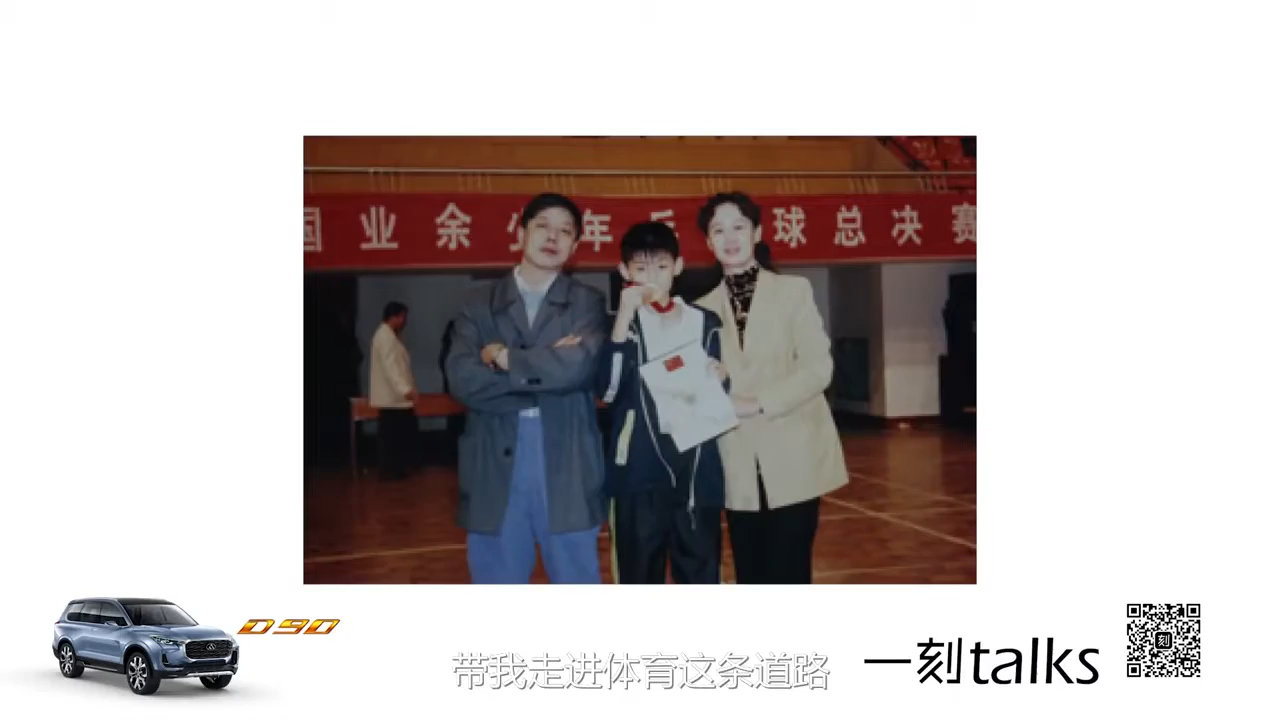 国业余少年乒 球总决赛
D90
带我走进体育这条道路
一刻talks
刻